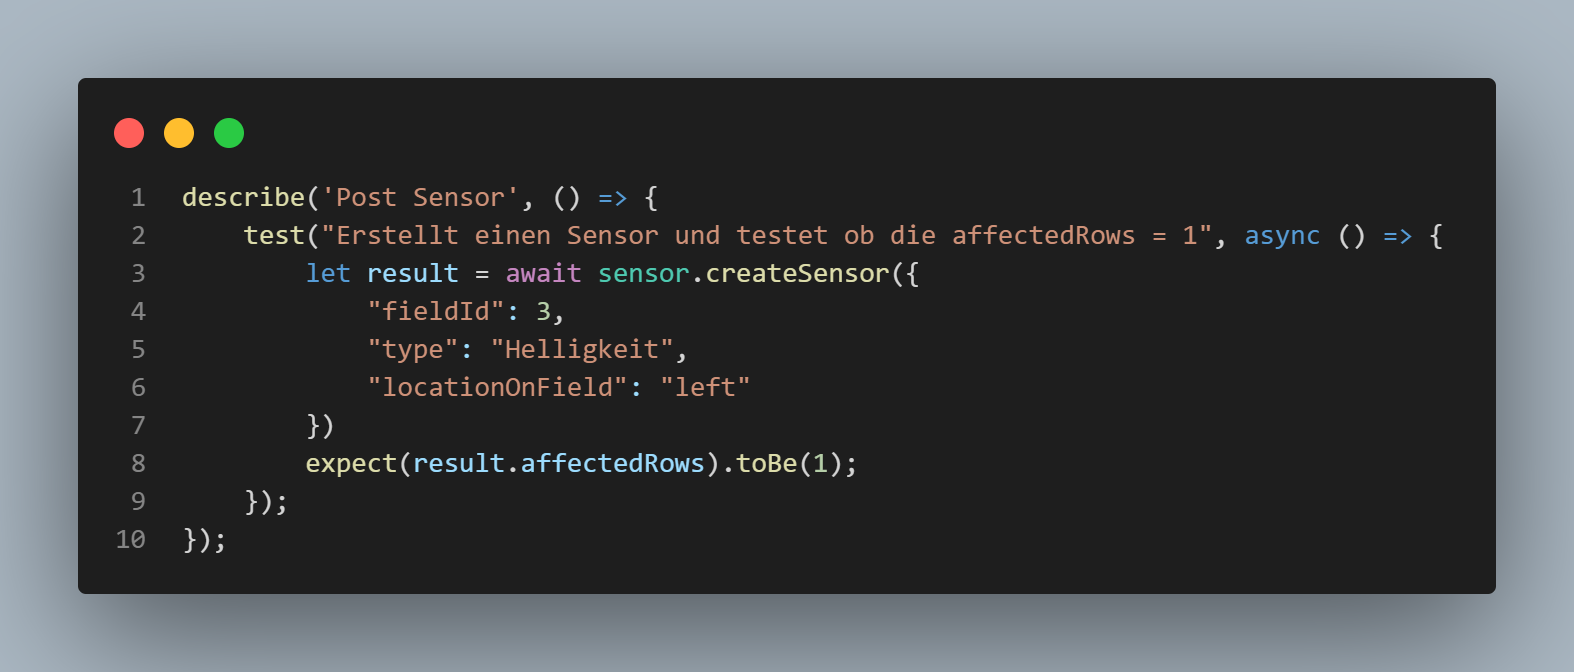 1 describe('Post Sensor', () => {
2     test("Erstellt einen Sensor und testet ob die affectedRows = 1", async () => {
3         let result = await sensor.createSensor({
4             "fieldId": 3,
5             "type": "Helligkeit",
6             "locationOnField": "left"
7         })
8         expect(result.affectedRows).toBe(1);
9     });
10 });